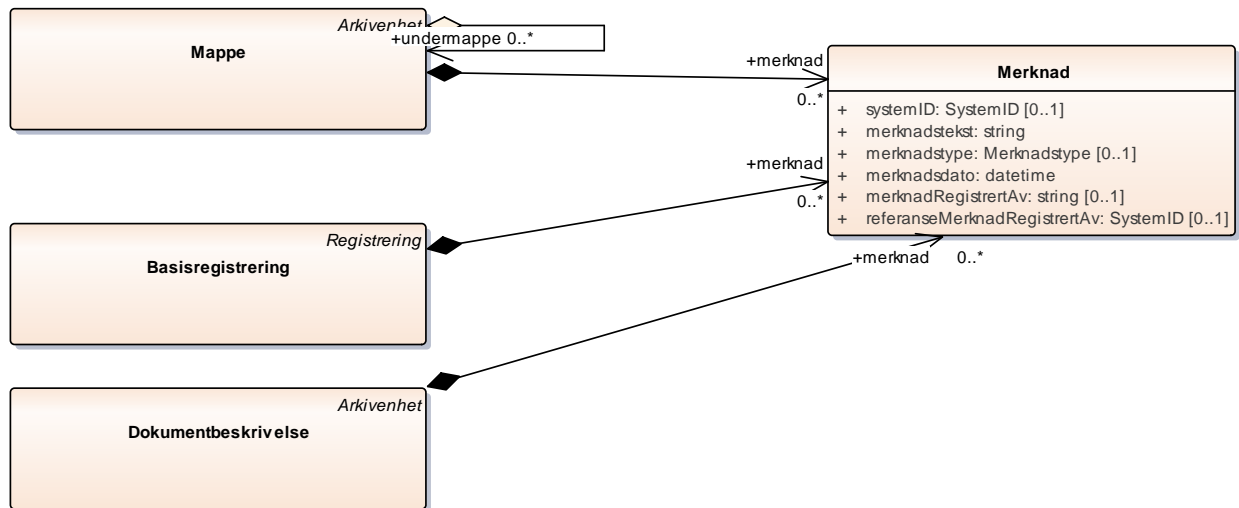 Arkivenhet
Mappe
+undermappe 0..*
+merknad
0..*
Merknad
+ systemID: SystemID [0..1]
+ merknadstekst: string
+ merknadstype: Merknadstype [0..1]
+ merknadsdato: datetime
+ merknadRegistrertAv: string [0..1]
+ referanseMerknadRegistrertAv: SystemID [0..1]
+merknad
0..*
Registrering
Basisregistrering
+merknad 0..*
Arkivenhet
Dokumentbeskrivelse